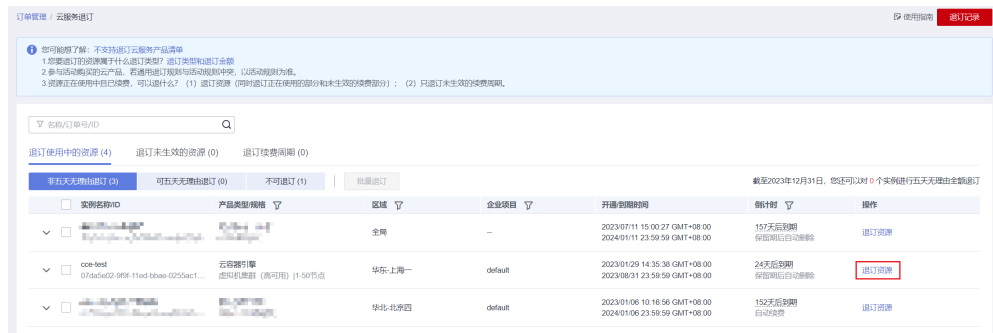 订单管理 / 云服务退订
使用指南 退订记录
您可能想了解：不支持退订云服务产品清单
1.您要退订的资源属于什么退订类型？退订类型和退订金额
2.参与活动购买的云产品，若通用退订规则与活动规则冲突，以活动规则为准。
3.资源正在使用中且已续费，可以退什么？（1）退订资源（同时退订正在使用的部分和未生效的续费部分）；（2）只退订未生效的续费周期。
名称/订单号/ID
退订使用中的资源 (4) 退订未生效的资源 (0) 退订续费周期 (0)
非五天无理由退订 (3) 可五天无理由退订 (0) 不可退订 (1) 批量退订
截至2023年12月31日，您还可以对 0 个实例进行五天无理由全额退订
实例名称/ID 产品类型/规格 区域 企业项目 开通/到期时间 倒计时 操作
全局 -- 2023/07/11 15:00:27 GMT+08:00 157天后到期 退订资源
2024/01/11 23:59:59 GMT+08:00 保留期后自动删除
cce-test 云容器引擎 华东-上海一 default 2023/01/29 14:35:38 GMT+08:00 24天后到期 退订资源
07da5e02-9f9f-11ed-bbae-0255ac1... 虚拟机集群（高可用）|1-50节点 2023/08/31 23:59:59 GMT+08:00 保留期后自动删除
华北-北京四 default 2023/01/06 10:16:56 GMT+08:00 152天后到期 退订资源
2024/01/06 23:59:59 GMT+08:00 自动续费